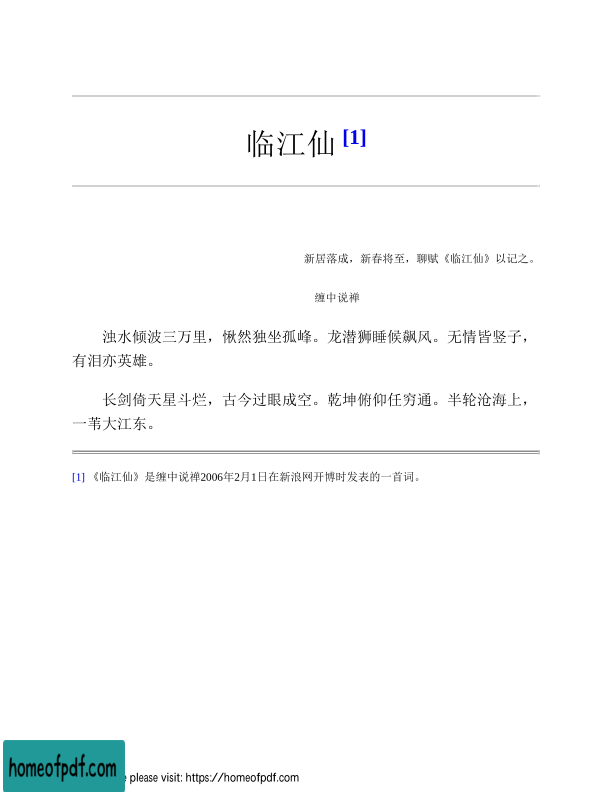 临江仙 [1]
新居落成，新春将至，聊赋《临江仙》以记之。
缠中说禅
浊水倾波三万里，愀然独坐孤峰。龙潜狮睡候飙风。无情皆竖子，
有泪亦英雄。
长剑倚天星斗烂，古今过眼成空。乾坤俯仰任穷通。半轮沧海上，
一苇大江东。
[1] 《临江仙》是缠中说禅2006年2月1日在新浪网开博时发表的一首词。
homeofpdf.com
please visit: https://homeofpdf.com